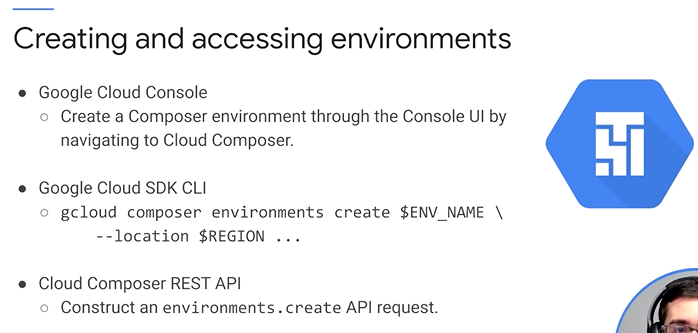 Creating and accessing environments
● Google Cloud Console
○ Create a Composer environment through the Console UI by
navigating to Cloud Composer.
● Google Cloud SDK CLI
○ gcloud composer environments create $ENV_NAME \
--location $REGION ...
● Cloud Composer REST API
○ Construct an environments.create API request.